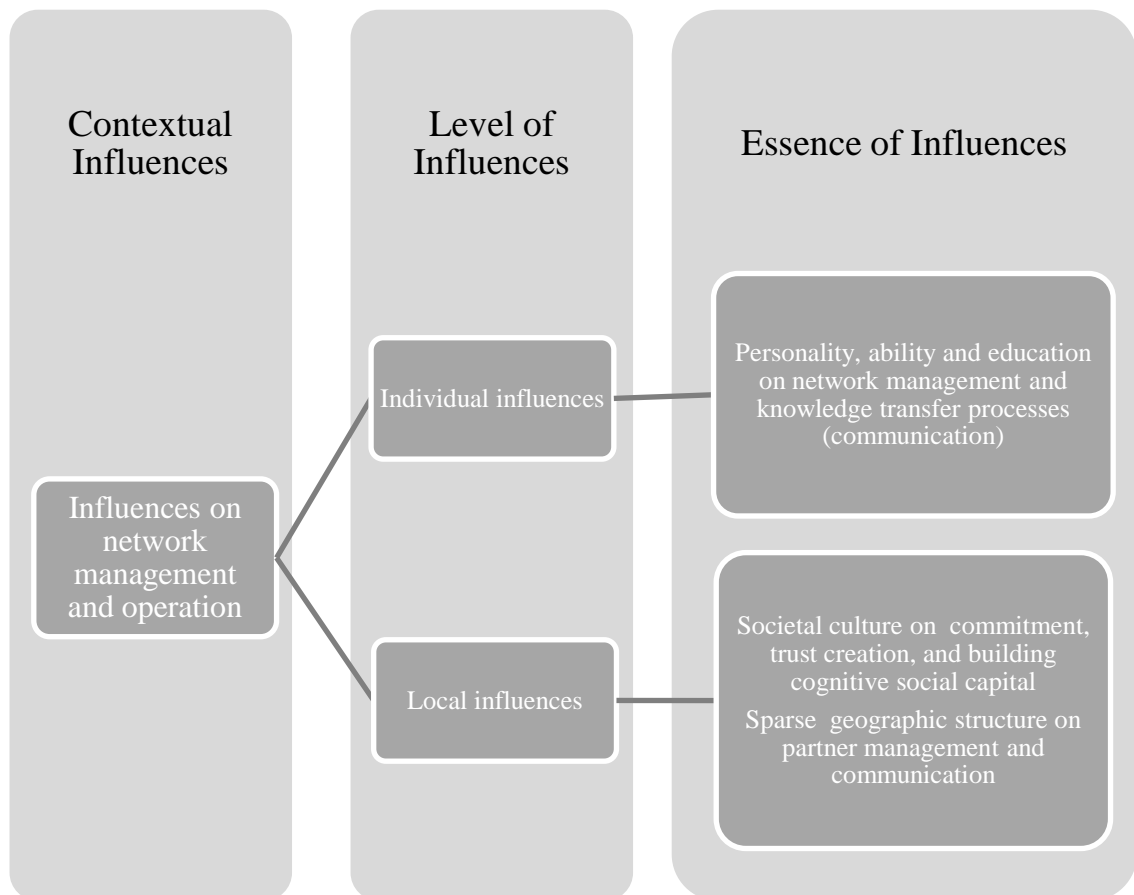 Contextual
Influences
Level of
Influences
Essence of Influences
Influences on
network
management
and operation
Individual influences
Personality, ability and education
on network management and
knowledge transfer processes
(communication)
Local influences
Societal culture on  commitment,
trust creation, and building
cognitive social capital
Sparse  geographic structure on
partner management and
communication